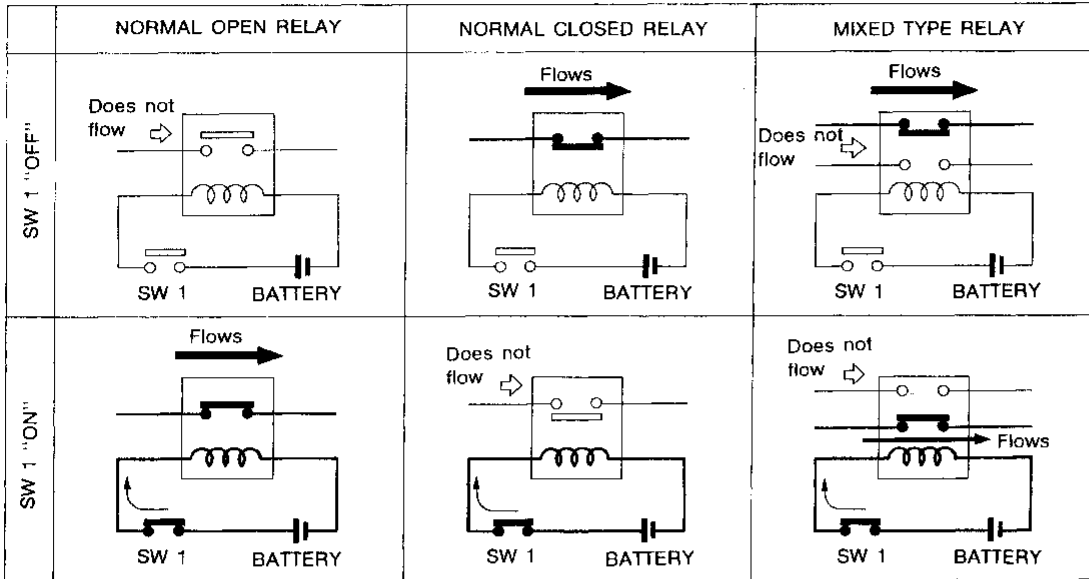 NORMAL OPEN RELAY
NORMAL CLOSED RELAY
MIXED TYPE RELAY
SW 1 "OFF"
Does not
flow
SW 1
BATTERY
Flows
SW 1
BATTERY
Flows
Does not
flow
SW 1
BATTERY
SW 1 "ON"
Flows
SW 1
BATTERY
Does not
flow
SW 1
BATTERY
Does not
flow
Flows
SW 1
BATTERY